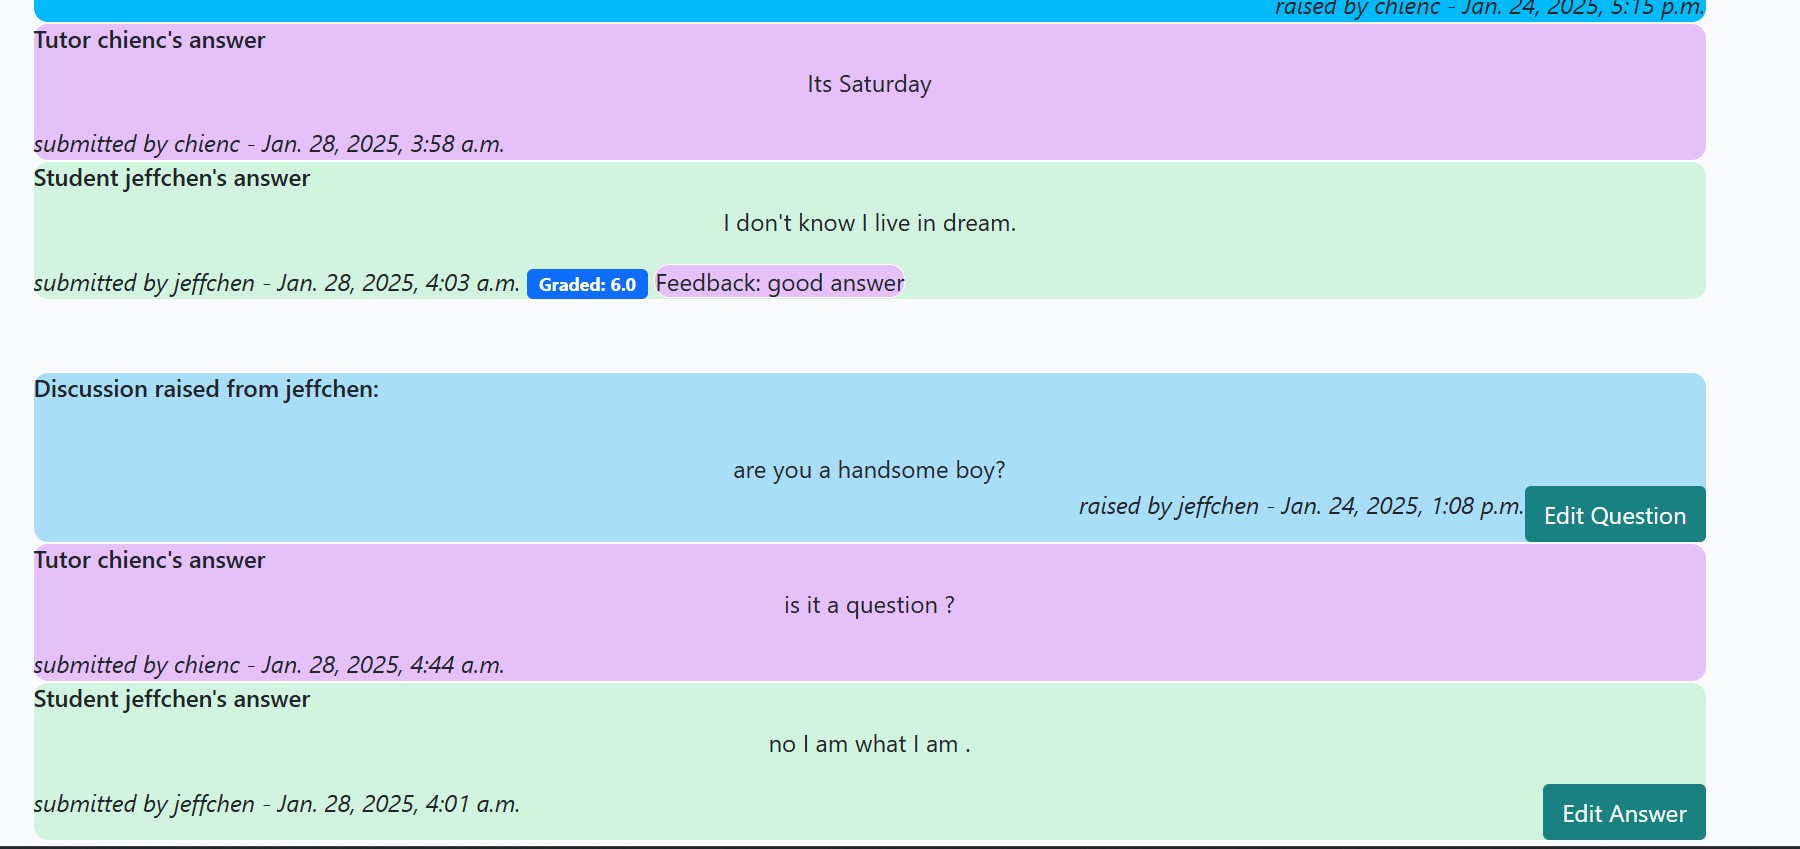 raised by chienc - Jan. 24, 2025, 5:15 p.m.
Tutor chienc's answer
Its Saturday
submitted by chienc - Jan. 28, 2025, 3:58 a.m.
Student jeffchen's answer
I don't know I live in dream.
submitted by jeffchen - Jan. 28, 2025, 4:03 a.m. Graded: 6.0 Feedback: good answer
Discussion raised from jeffchen:
are you a handsome boy?
raised by jeffchen - Jan. 24, 2025, 1:08 p.m. Edit Question
Tutor chienc's answer
is it a question ?
submitted by chienc - Jan. 28, 2025, 4:44 a.m.
Student jeffchen's answer
no I am what I am .
submitted by jeffchen - Jan. 28, 2025, 4:01 a.m.
Edit Answer